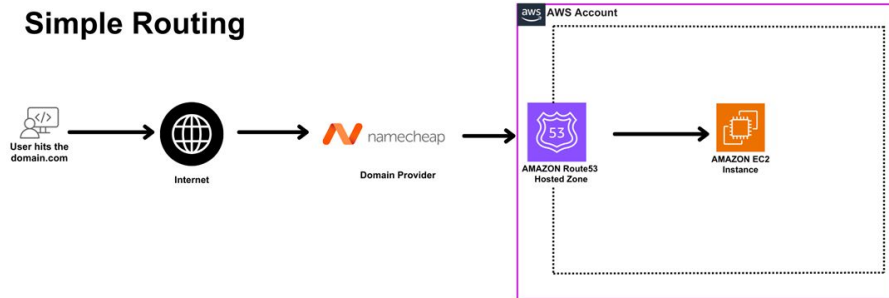 Simple Routing
aws AWS Account
</>
User hits the
domain.com
Internet
namecheap
Domain Provider
53
AMAZON Route53
Hosted Zone
AMAZON EC2
Instance